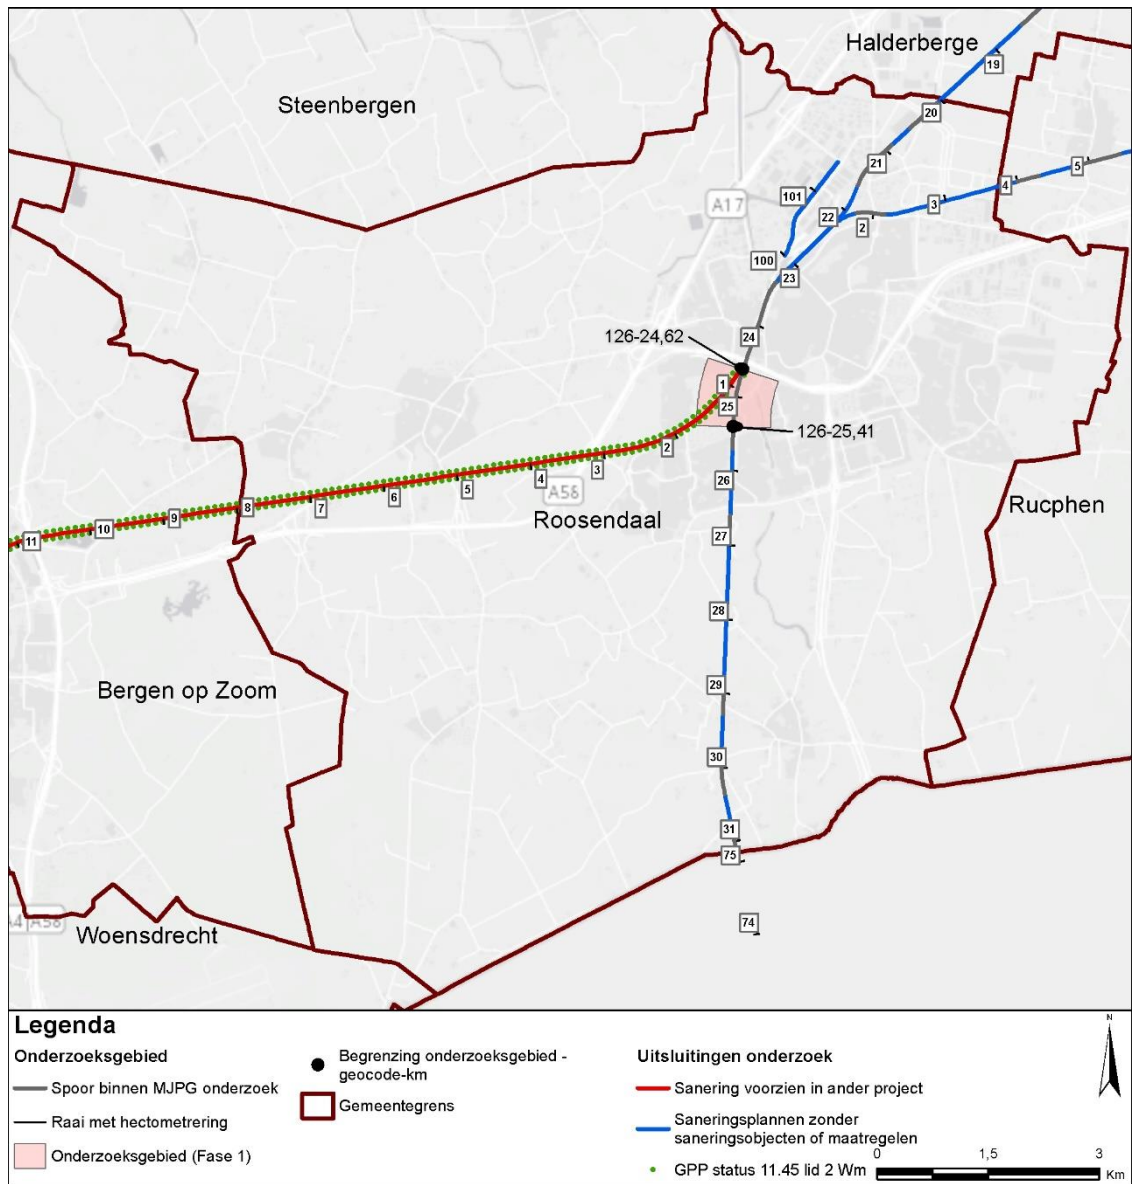 Halderberge
19
Steenbergen
20
21
5
4
101
A17
3
22
2
100
23
24
126-24,62
1
25
126-25,41
2
3
26
4
5
A58
6
Rucphen
7
8
Roosendaal
9
10
27
11
28
29
Bergen op Zoom
30
31
75
74
A4 A58
Woensdrecht
Legenda
Onderzoeksgebied
Spoor binnen MJPG onderzoek
Raai met hectometrering
Onderzoeksgebied (Fase 1)
Begrenzing onderzoeksgebied -
geocode-km
Gemeentegrens
Uitsluitingen onderzoek
Sanering voorzien in ander project
Saneringsplannen zonder
saneringsobjecten of maatregelen
GPP status 11.45 lid 2 Wm
N
0 1,5 3
Km